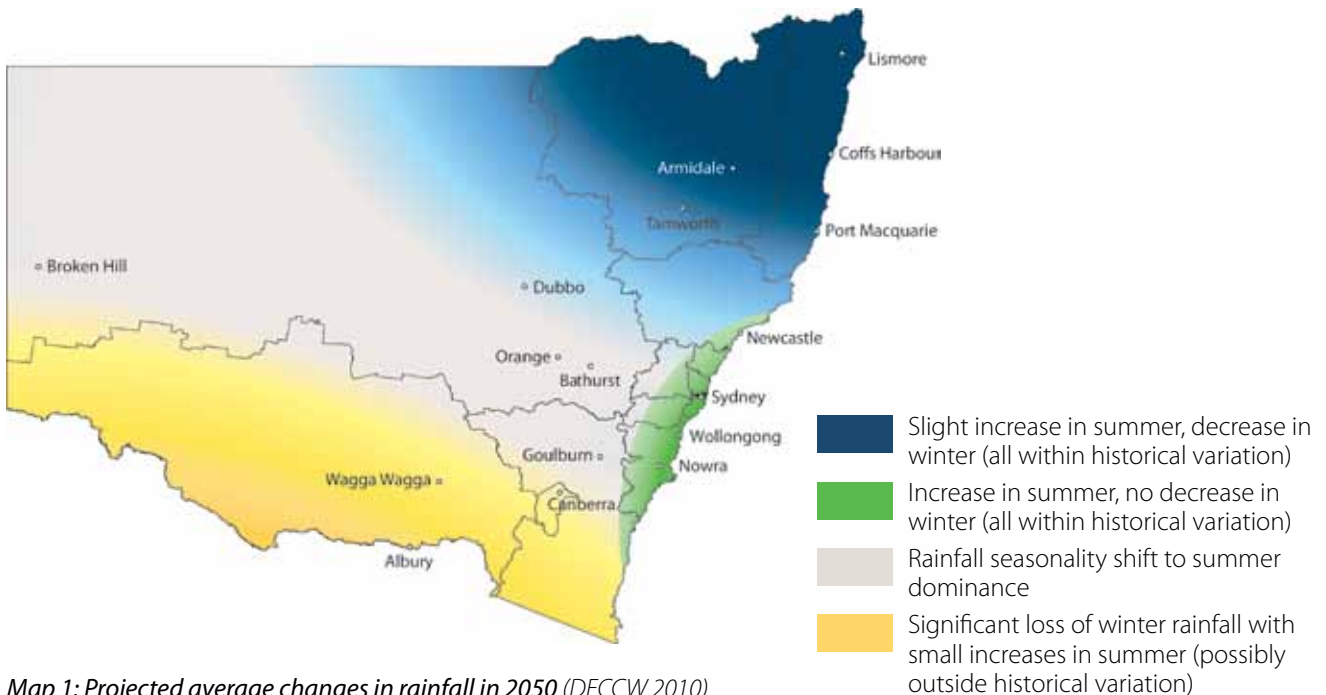 Lismore
Coffs Harbour
Armidale
Tamworth
Port Macquarie
Broken Hill
Dubbo
Newcastle
Orange
Bathurst
Sydney
Wollongong
Goulburn
Nowra
Wagga Wagga
Canberra
Albury
Slight increase in summer, decrease in
winter (all within historical variation)
Increase in summer, no decrease in
winter (all within historical variation)
Rainfall seasonality shift to summer
dominance
Significant loss of winter rainfall with
small increases in summer (possibly
outside historical variation)
Map 1: Projected average changes in rainfall in 2050 (DECCW 2010)